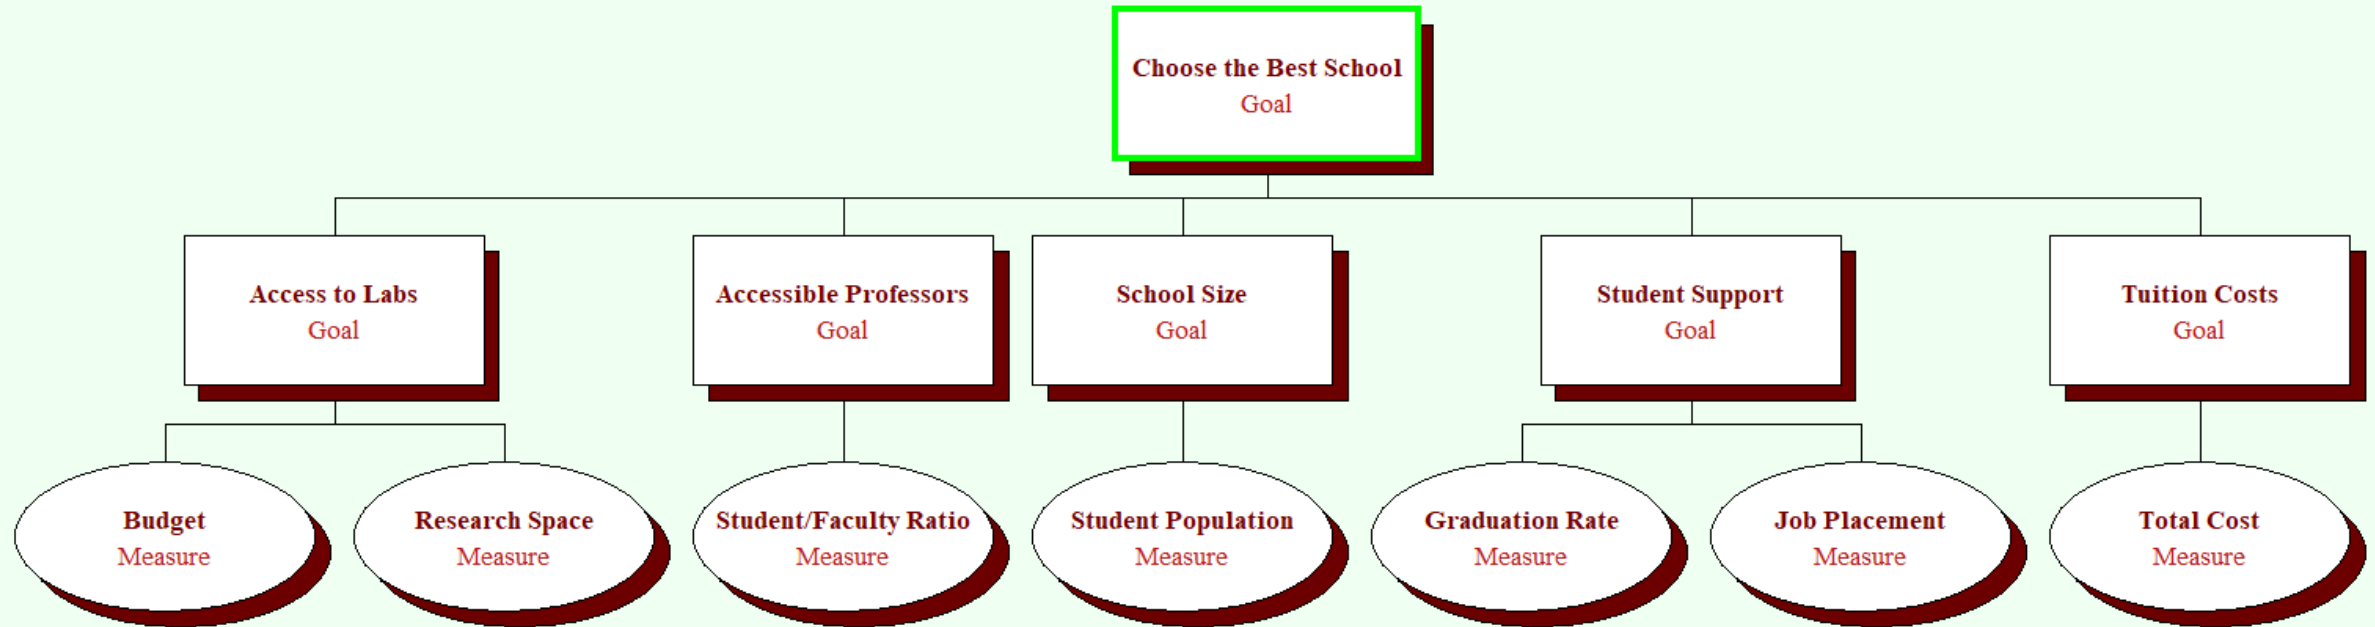 Choose the Best School
Goal
Access to Labs
Goal
Accessible Professors
Goal
School Size
Goal
Student Support
Goal
Tuition Costs
Goal
Budget
Measure
Research Space
Measure
Student/Faculty Ratio
Measure
Student Population
Measure
Graduation Rate
Measure
Job Placement
Measure
Total Cost
Measure